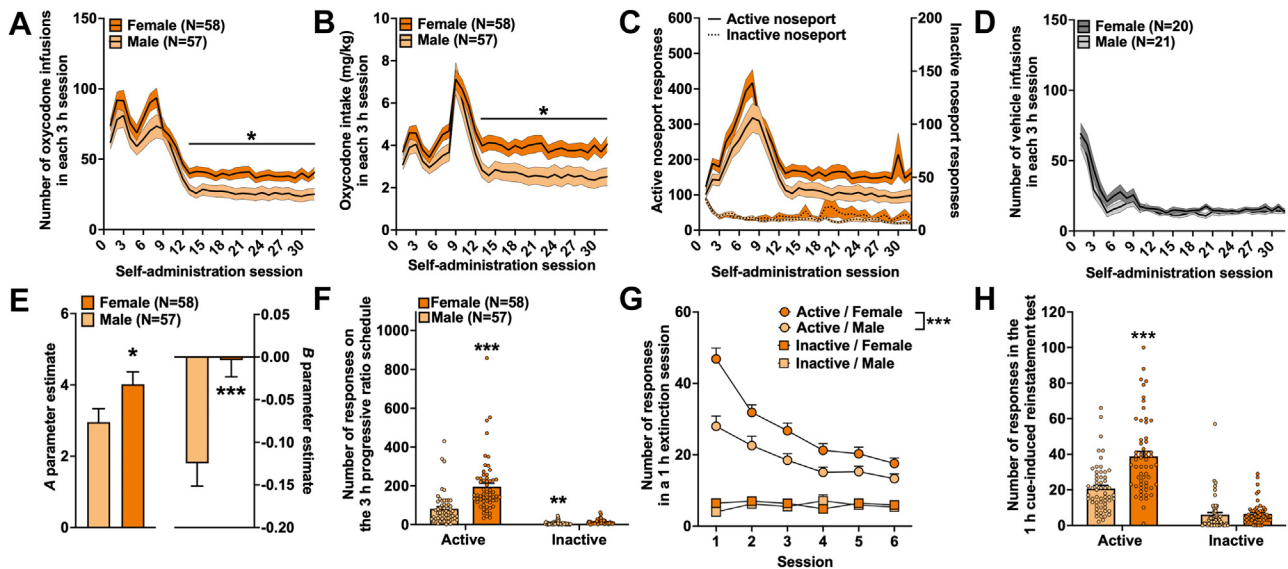 A
Number of oxycodone infusions
in each 3 h session
Female (N=58)
Male (N=57)
*
150
100
50
0
0 3 6 9 12 15 18 21 24 27 30
Self-administration session
B
Oxycodone intake (mg/kg)
in each 3 h session
Female (N=58)
Male (N=57)
*
10
8
6
4
2
0
0 3 6 9 12 15 18 21 24 27 30
Self-administration session
C
Active noseport responses
Active noseport
Inactive noseport
600
500
400
300
200
100
0
200
150
100
50
0
Inactive noseport responses
0 3 6 9 12 15 18 21 24 27 30
Self-administration session
D
Number of vehicle infusions
in each 3 h session
Female (N=20)
Male (N=21)
150
100
50
0
0 3 6 9 12 15 18 21 24 27 30
Self-administration session
E
Female (N=58)
Male (N=57)
A parameter estimate
6
4
2
0
*
***
0.05
0.00
-0.05
-0.10
-0.15
-0.20
B parameter estimate
F
Number of responses on
the 3 h progressive ratio schedule
Female (N=58)
Male (N=57)
1000
800
600
400
200
0
***
**
Active Inactive
G
Number of responses
in a 1 h extinction session
Active / Female
Active / Male
Inactive / Female
Inactive / Male
***
60
40
20
0
1 2 3 4 5 6
Session
H
Number of responses in the
1 h cue-induced reinstatement test
120
100
80
60
40
20
0
***
Active Inactive